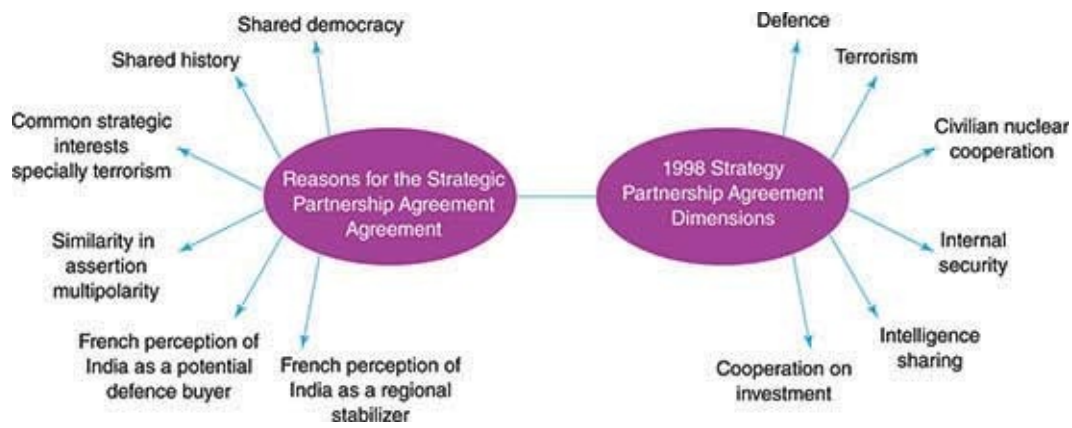 Shared democracy
Shared history
Common strategic
interests
specially terrorism
Similarity in
assertion
multipolarity
French perception of
India as a potential
defence buyer
French perception of
India as a regional
stabilizer
Reasons for the Strategic
Partnership Agreement
Agreement
1998 Strategy
Partnership Agreement
Dimensions
Defence
Terrorism
Civilian nuclear
cooperation
Internal
security
Intelligence
sharing
Cooperation on
investment